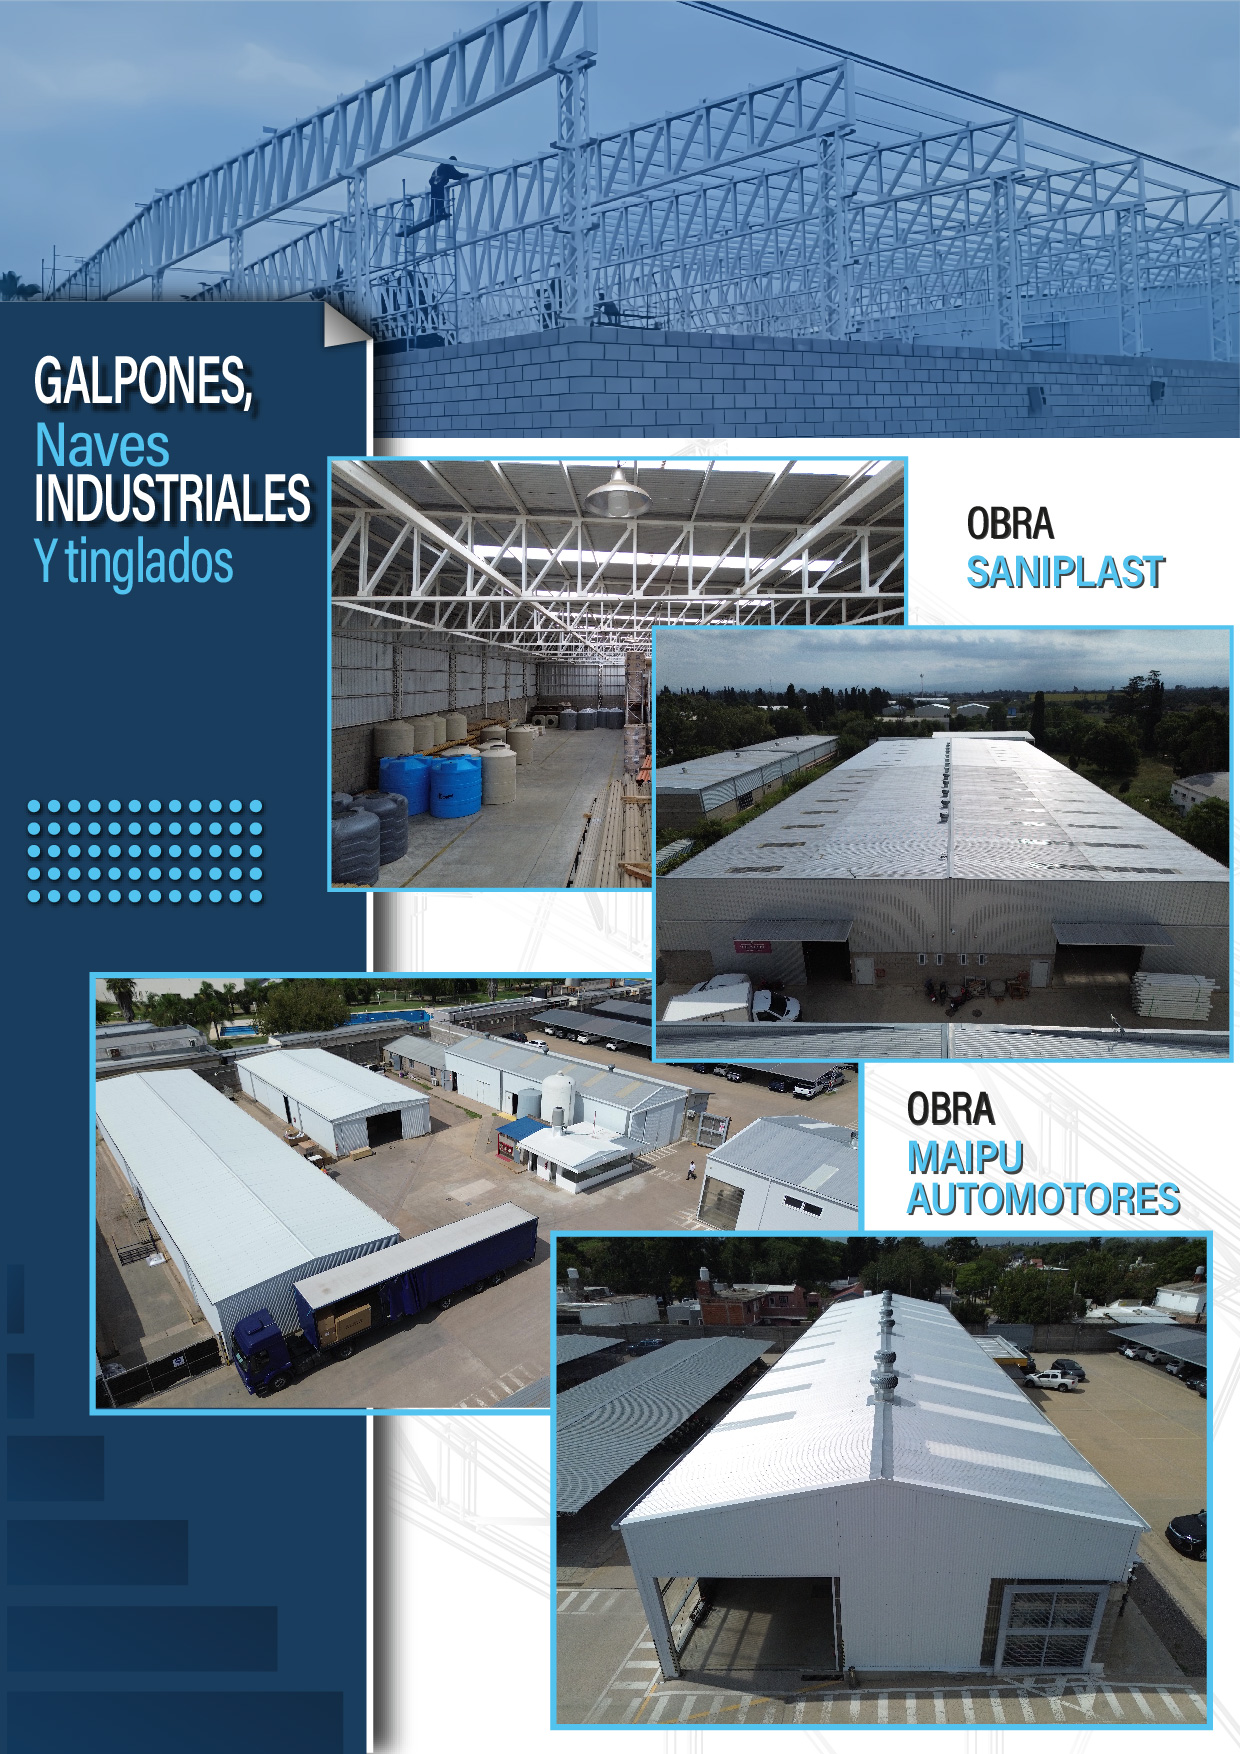 GALPONES,
Naves
INDUSTRIALES
Y tinglados
OBRA
SANIPLAST
OBRA
MAIPU
AUTOMOTORES